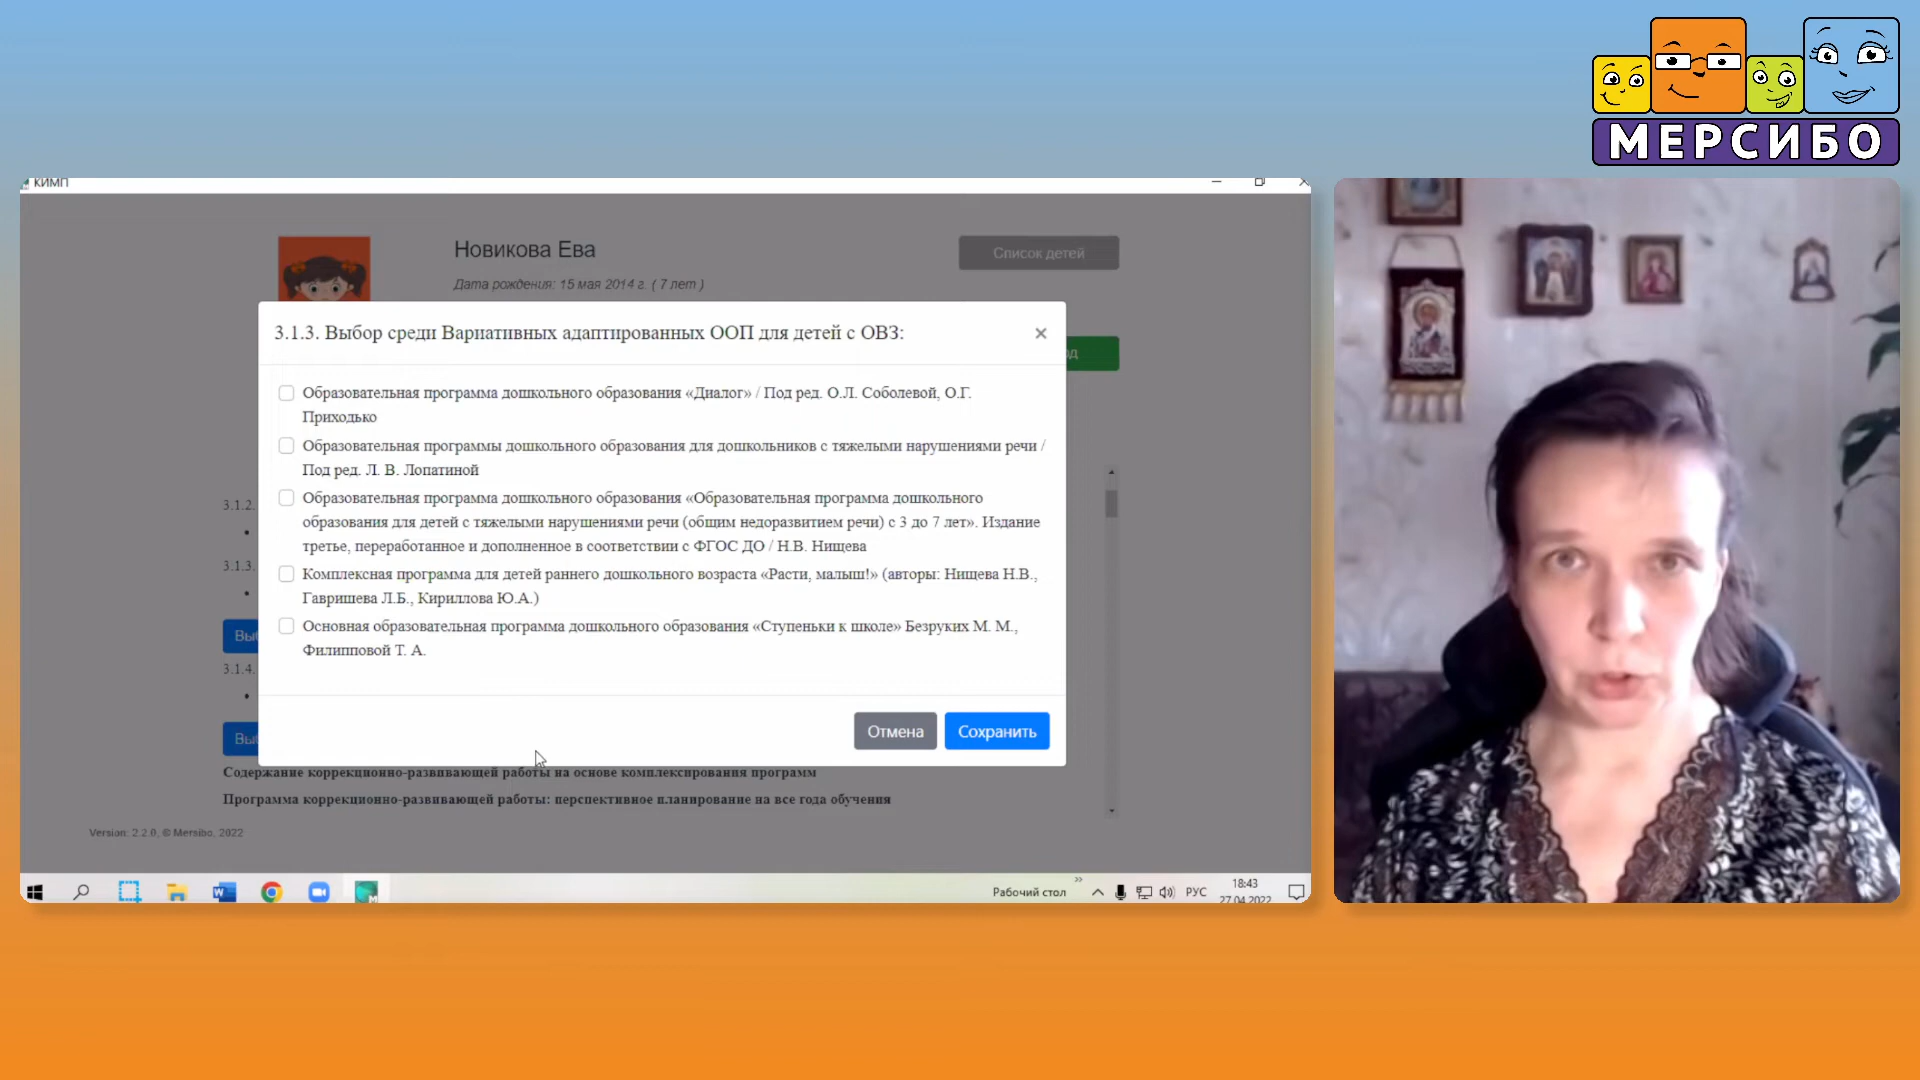 МЕРСИБО
КИМП
Новикова Ева
Список детей
Дата рождения: 15 мая 2014 г. ( 7 лет )
3.1.3. Выбор среди Вариативных адаптированных ООП для детей с ОВЗ:
×
Образовательная программа дошкольного образования «Диалог» / Под ред. О.Л. Соболевой, О.Г.
Приходько
Образовательная программы дошкольного образования для дошкольников с тяжелыми нарушениями речи /
Под ред. Л. В. Лопатиной
Образовательная программа дошкольного образования «Образовательная программа дошкольного
образования для детей с тяжелыми нарушениями речи (общим недоразвитием речи) с 3 до 7 лет». Издание
третье, переработанное и дополненное в соответствии с ФГОС ДО / Н.В. Нищева
Комплексная программа для детей раннего дошкольного возраста «Расти, малыш!» (авторы: Нищева Н.В.,
Гавришева Л.Б., Кириллова Ю.А.)
Основная образовательная программа дошкольного образования «Ступеньки к школе» Безруких М. М.,
Филипповой Т. А.
Отмена
Сохранить
3.1.2.
3.1.3.
3.1.4.
Содержание коррекционно-развивающей работы на основе комплексирования программ
Программа коррекционно-развивающей работы: перспективное планирование на все года обучения
Version: 2.2.0, © Mersibo, 2022
Рабочий стол
РУС
18:43
27.04.2022